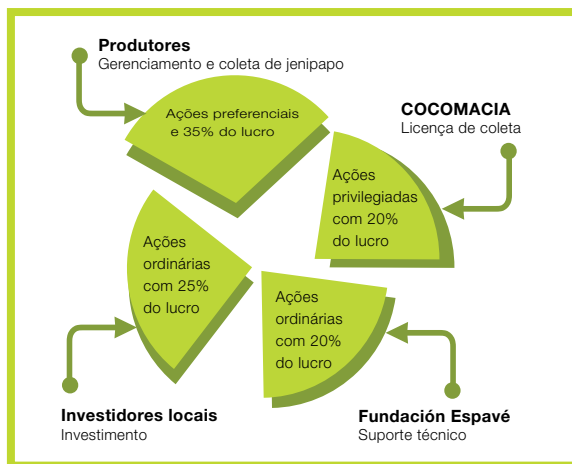 Produtores
Gerenciamento e coleta de jenipapo
Ações preferenciais
e 35% do lucro
COCOMACIA
Licença de coleta
Ações
privilegiadas
com 20%
do lucro
Ações
ordinárias
com 25%
do lucro
Ações
ordinárias
com 20%
do lucro
Investidores locais
Investimento
Fundación Espavé
Suporte técnico